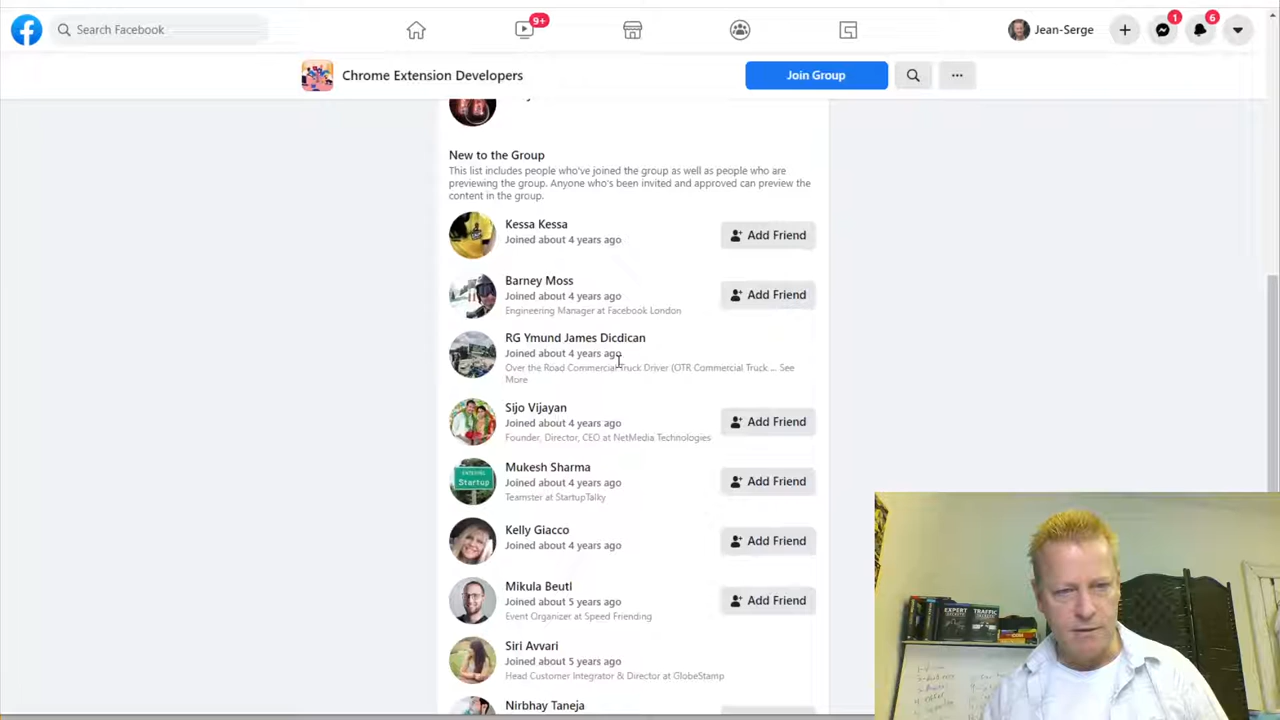 Search Facebook
9+
Jean-Serge
1
6
Chrome Extension Developers
Join Group
New to the Group
This list includes people who've joined the group as well as people who are
previewing the group. Anyone who's been invited and approved can preview the
content in the group.
Kessa Kessa
Joined about 4 years ago
Add Friend
Barney Moss
Joined about 4 years ago
Engineering Manager at Facebook London
Add Friend
RG Ymund James Dicdican
Joined about 4 years ago
Over the Road Commercial Truck Driver (OTR Commercial Truck ... See
More
Sijo Vijayan
Joined about 4 years ago
Founder, Director, CEO at NetMedia Technologies
Add Friend
Mukesh Sharma
Joined about 4 years ago
Teamster at StartupTalky
Add Friend
Startup
Kelly Giacco
Joined about 4 years ago
Add Friend
Mikula Beutl
Joined about 5 years ago
Event Organizer at Speed Friending
Add Friend
Siri Avvari
Joined about 5 years ago
Head Customer Integrator & Director at GlobeStamp
Nirbhay Taneja
EXPERT
SECRETS
TRAFFIC
SECRETS